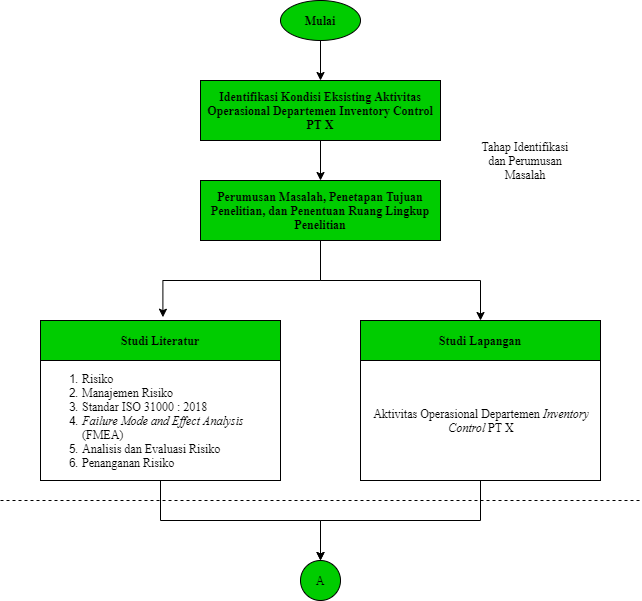 Mulai
Identifikasi Kondisi Eksisting Aktivitas
Operasional Departemen Inventory Control
PT X
Tahap Identifikasi
dan Perumusan
Masalah
Perumusan Masalah, Penetapan Tujuan
Penelitian, dan Penentuan Ruang Lingkup
Penelitian
Studi Literatur
1. Risiko
2. Manajemen Risiko
3. Standar ISO 31000 : 2018
4. Failure Mode and Effect Analysis
(FMEA)
5. Analisis dan Evaluasi Risiko
6. Penanganan Risiko
Studi Lapangan
Aktivitas Operasional Departemen Inventory
Control PT X
A